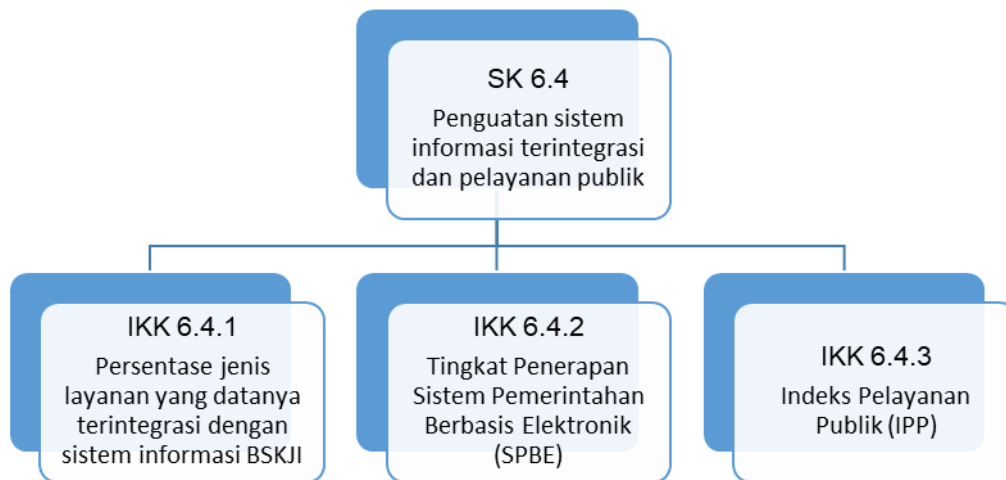 SK 6.4
Penguatan sistem
informasi terintegrasi
dan pelayanan publik
IKK 6.4.1
Persentase jenis
layanan yang datanya
terintegrasi dengan
sistem informasi BSKJI
IKK 6.4.2
Tingkat Penerapan
Sistem Pemerintahan
Berbasis Elektronik
(SPBE)
IKK 6.4.3
Indeks Pelayanan
Publik (IPP)